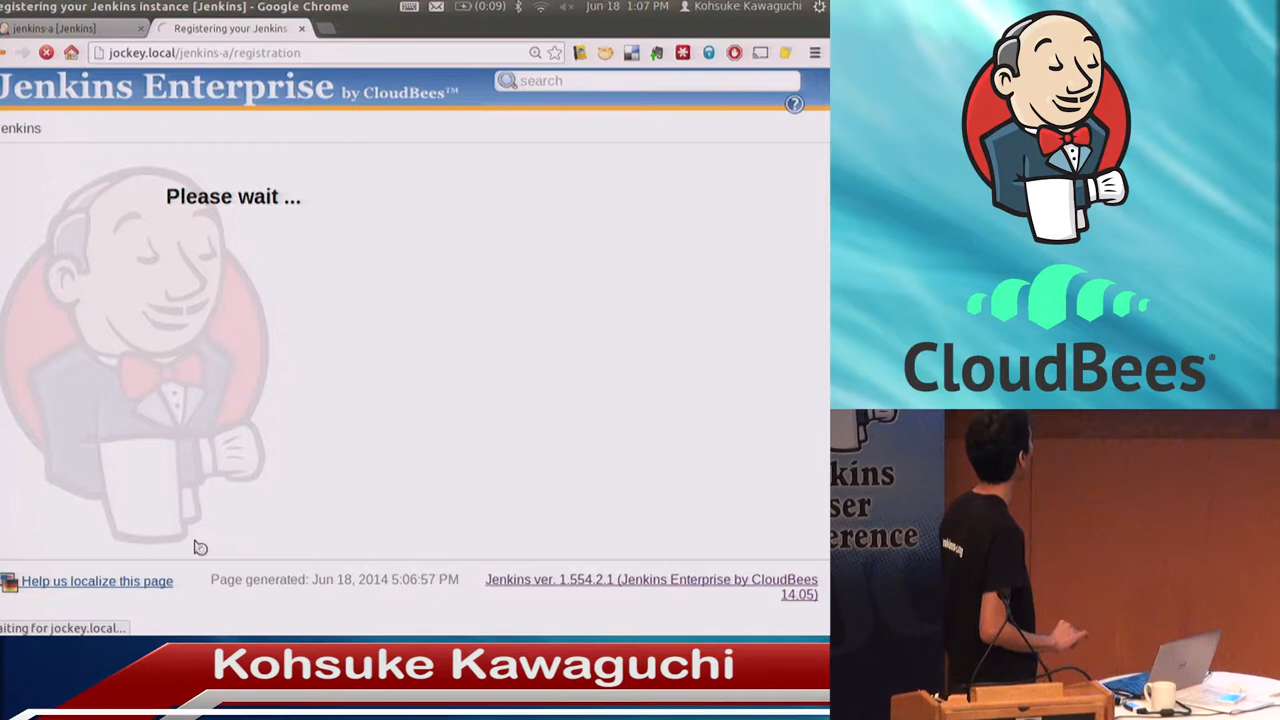 egistering your Jenkins instance [Jenkins] - Google Chrome
(0:09)
Jun 18 1:07 PM
Kohsuke Kawaguchi
jenkins-a [Jenkins]
Registering your Jenkins
jockey.local/jenkins-a/registration
Jenkins Enterprise by CloudBees™
search
?
enkins
Please wait ...
Help us localize this page
Page generated: Jun 18, 2014 5:06:57 PM
Jenkins ver. 1.554.2.1 (Jenkins Enterprise by CloudBees
14.05)
aiting for jockey.local...
Kohsuke Kawaguchi
CloudBees®
kins
ser
erence